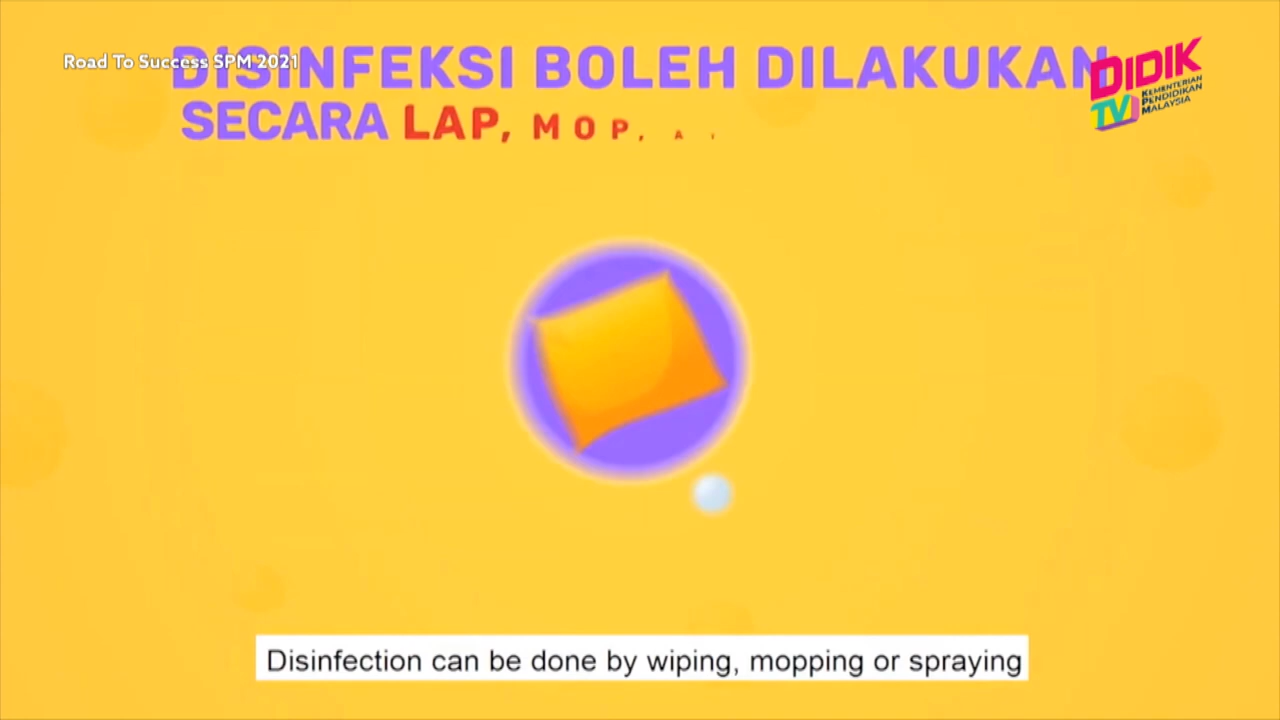 Road To Success SPM 2021
DISINFEKSI BOLEH DILAKUKAN
SECARA LAP, MOP, A
DIDIK
TV KEMENTERIAN
PENDIDIKAN
MALAYSIA
Disinfection can be done by wiping, mopping or spraying